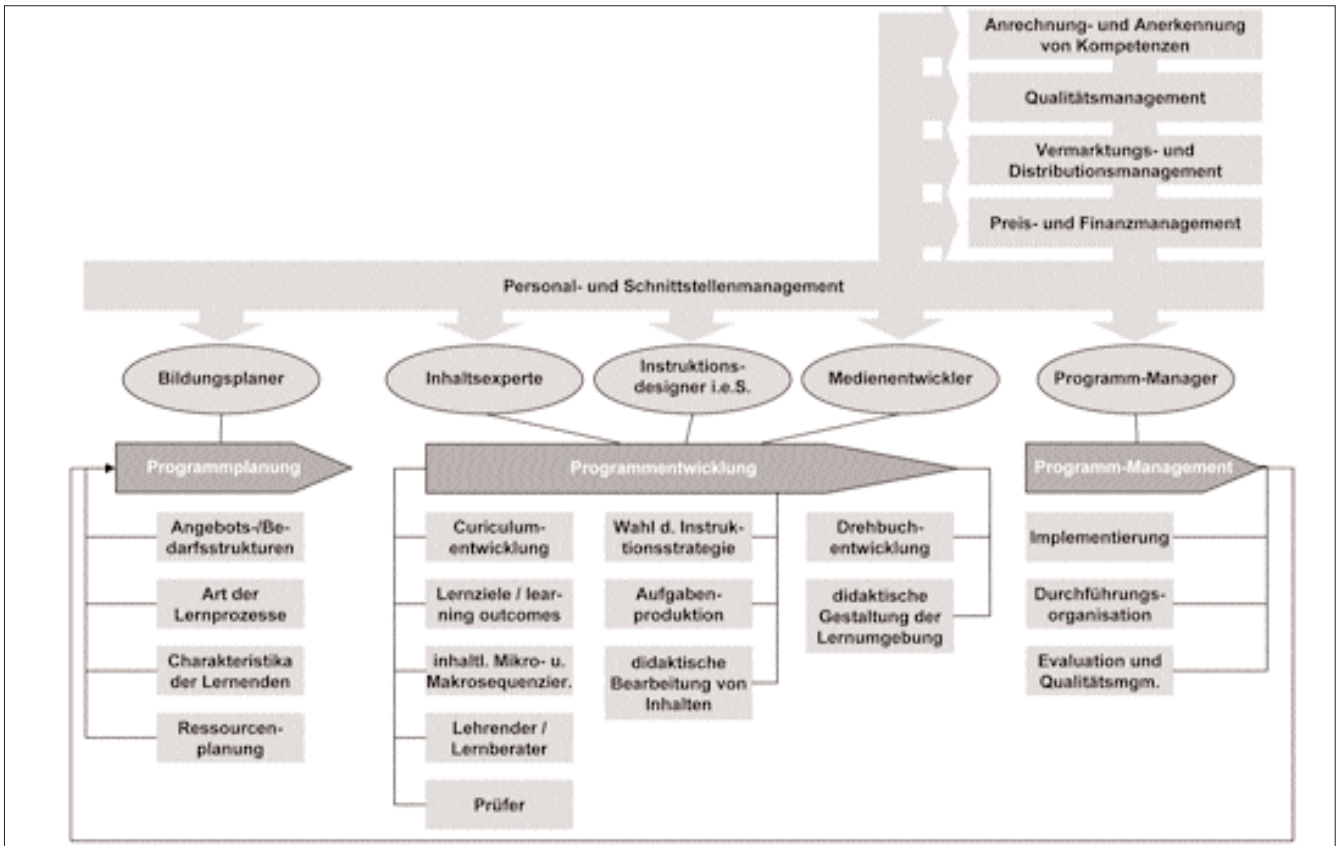 Anrechnung- und Anerkennung
von Kompetenzen
Qualitätsmanagement
Vermarktungs- und
Distributionsmanagement
Preis- und Finanzmanagement
Personal- und Schnittstellenmanagement
Bildungsplaner
Inhaltsexperte
Instruktions-
designer i.e.S.
Medienentwickler
Programm-Manager
Programmplanung
Programmentwicklung
Programm-Management
Angebots-/Be-
darfsstrukturen
Art der
Lernprozesse
Charakteristika
der Lernenden
Ressourcen-
planung
Curiculum-
entwicklung
Lernziele / lear-
ning outcomes
inhaltl. Mikro- u.
Makrosequenzier.
Lehrender /
Lernberater
Prüfer
Wahl d. Instruk-
tionsstrategie
Aufgaben-
produktion
didaktische
Bearbeitung von
Inhalten
Drehbuch-
entwicklung
didaktische
Gestaltung der
Lernumgebung
Implementierung
Durchführungs-
organisation
Evaluation und
Qualitätsmgm.